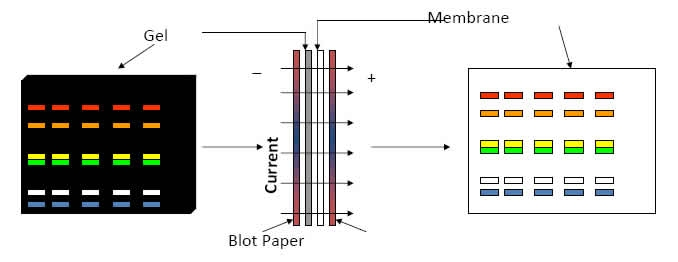 Membrane
Gel
_
+
Current
Blot Paper